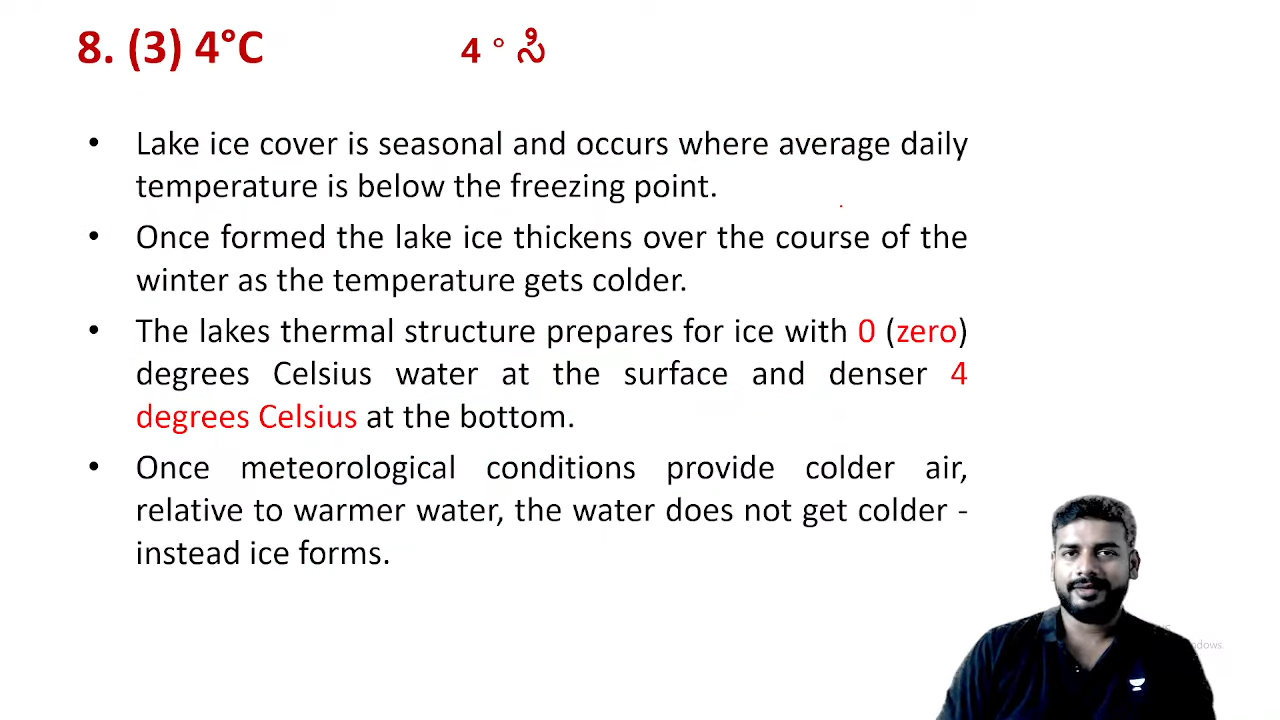 8. (3) 4°C 4 ° ಸಿ
• Lake ice cover is seasonal and occurs where average daily
temperature is below the freezing point.
• Once formed the lake ice thickens over the course of the
winter as the temperature gets colder.
• The lakes thermal structure prepares for ice with 0 (zero)
degrees Celsius water at the surface and denser 4
degrees Celsius at the bottom.
• Once meteorological conditions provide colder air,
relative to warmer water, the water does not get colder -
instead ice forms.